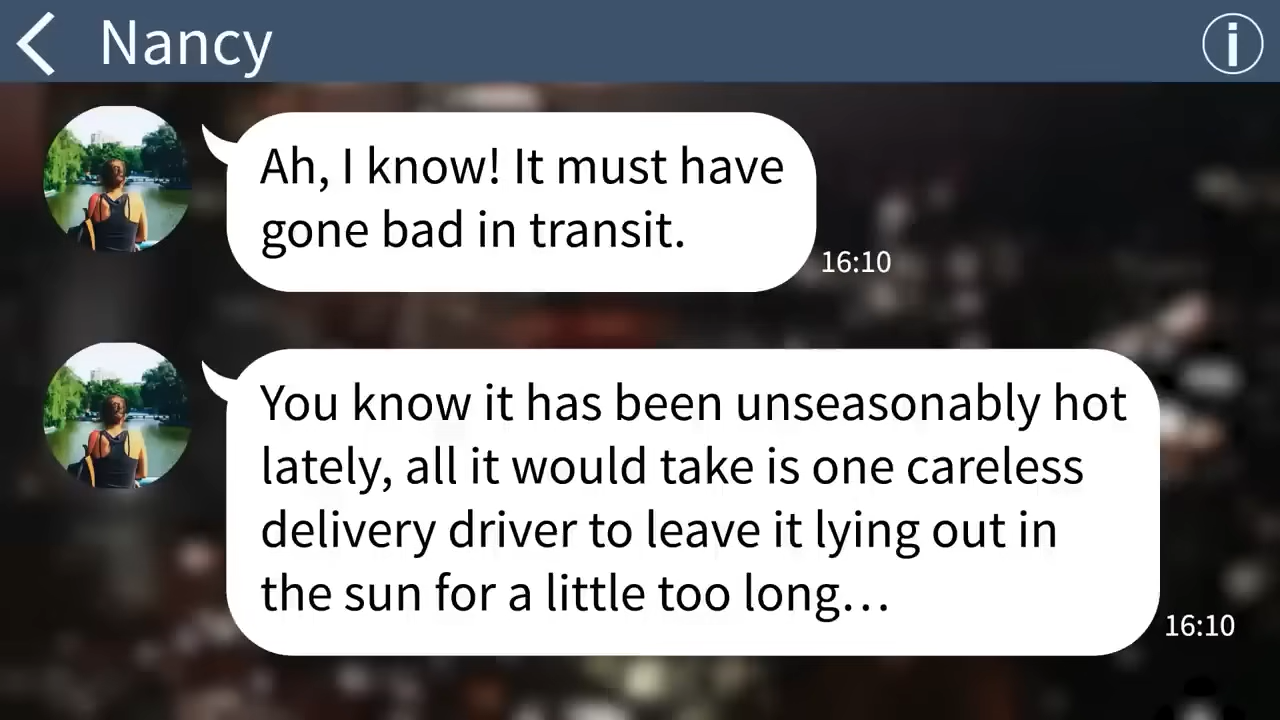 Nancy
Ah, I know! It must have
gone bad in transit.
16:10
You know it has been unseasonably hot
lately, all it would take is one careless
delivery driver to leave it lying out in
the sun for a little too long…
16:10